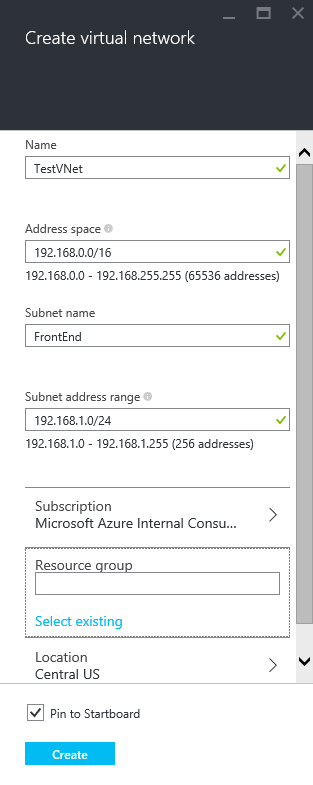 Create virtual network
Name
TestVNet
Address space
192.168.0.0/16
192.168.0.0 - 192.168.255.255 (65536 addresses)
Subnet name
FrontEnd
Subnet address range
192.168.1.0/24
192.168.1.0 - 192.168.1.255 (256 addresses)
Subscription
Microsoft Azure Internal Consu...
Resource group
Select existing
Location
Central US
Pin to Startboard
Create